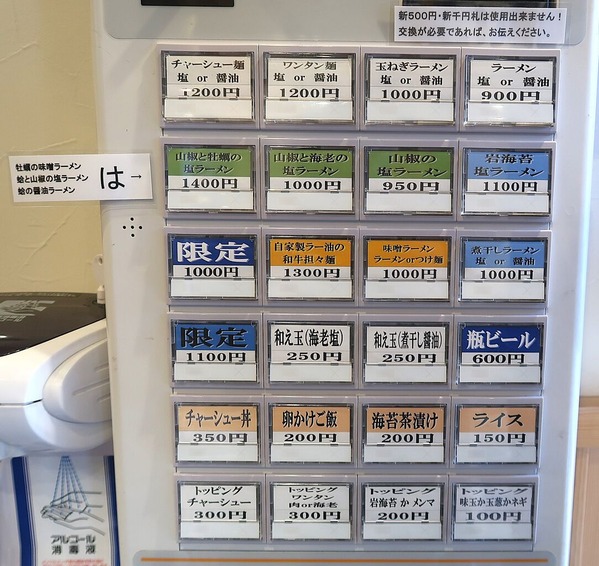 新500円・新千円札は使用出来ません!
交換が必要であれば、お伝えください。
チャーシュー麺
塩 or 醤油
1200円
ワンタン麺
塩 or 醤油
1200円
玉ねぎラーメン
塩 or 醤油
1000円
ラーメン
塩 or 醤油
900円
牡蠣の味噌ラーメン
蛤と山椒の塩ラーメン
蛤の醤油ラーメン
は→
山椒と牡蠣の
塩ラーメン
1400円
山椒と海老の
塩ラーメン
1000円
山椒の
塩ラーメン
950円
岩海苔
塩ラーメン
1100円
限定
1000円
自家製ラー油の
和牛担々麺
1300円
味噌ラーメン
ラーメンorつけ麺
1000円
煮干しラーメン
塩 or 醤油
1000円
限定
1100円
和え玉(海老塩)
250円
和え玉(煮干し醤油)
250円
瓶ビール
600円
チャーシュー丼
350円
卵かけご飯
200円
海苔茶漬け
200円
ライス
150円
トッピング
チャーシュー
300円
トッピング
ワンタン
肉or海老
300円
トッピング
岩海苔 か メンマ
200円
トッピング
味玉か玉葱かネギ
100円
アルコール
消毒液